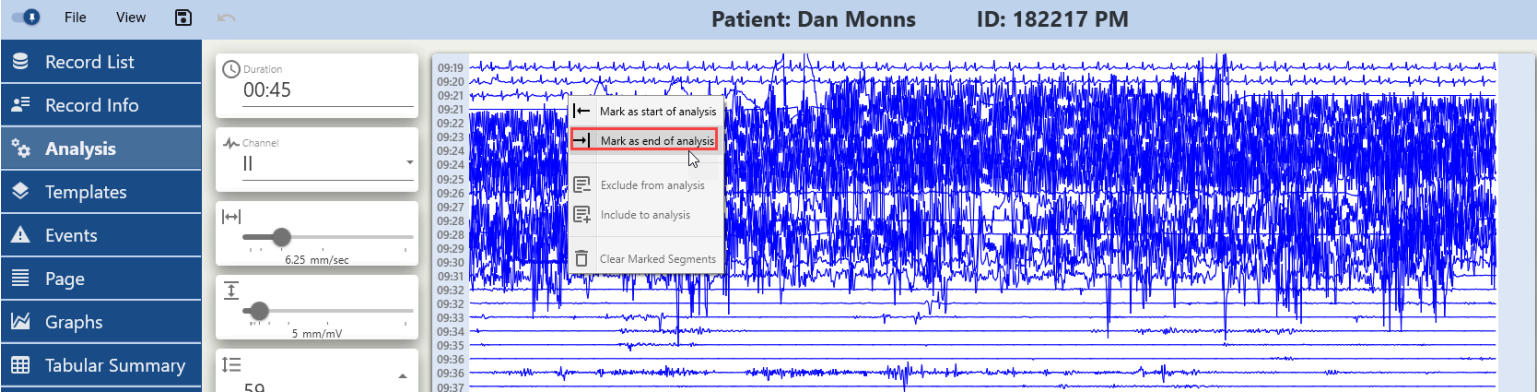 File View
Patient: Dan Monns ID: 182217 PM
Record List
Record Info
Analysis
Templates
Events
Page
Graphs
Tabular Summary
Duration
00:45
Channel
II
6.25 mm/sec
5 mm/mV
59
09:19
09:20
09:21
09:21
09:22
09:23
09:24
09:24
09:25
09:26
09:27
09:28
09:28
09:29
09:30
09:31
09:32
09:32
09:33
09:34
09:35
09:36
09:36
09:37
Mark as start of analysis
Mark as end of analysis
Exclude from analysis
Include to analysis
Clear Marked Segments